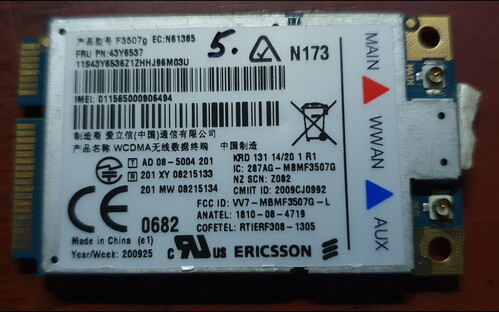 产品型号 F3507g EC:N61365
FRU PN:43Y6537
11S43Y6536Z1ZHHJ96M03U
5.
N173
IMEI: 011565000906494
制造商 爱立信(中国)通信有限公司
产品名称 WCDMA无线数据终端 中国制造
T AD 08-5004 201
201 XY 08215133
201 MW 08215134
KRD 131 14/20 1 R1
IC: 287AG-MBMF3507G
NZ SCN: Z082
CMIIT ID: 2009CJ0992
FCC ID: VV7-MBMF3507G-L
ANATEL: 1810-08-4719
COFETEL: RTIERF308-1305
CE
0682
Made in China (e1)
Year/Week: 200925
c RU US ERICSSON
MAIN
WWAN
AUX